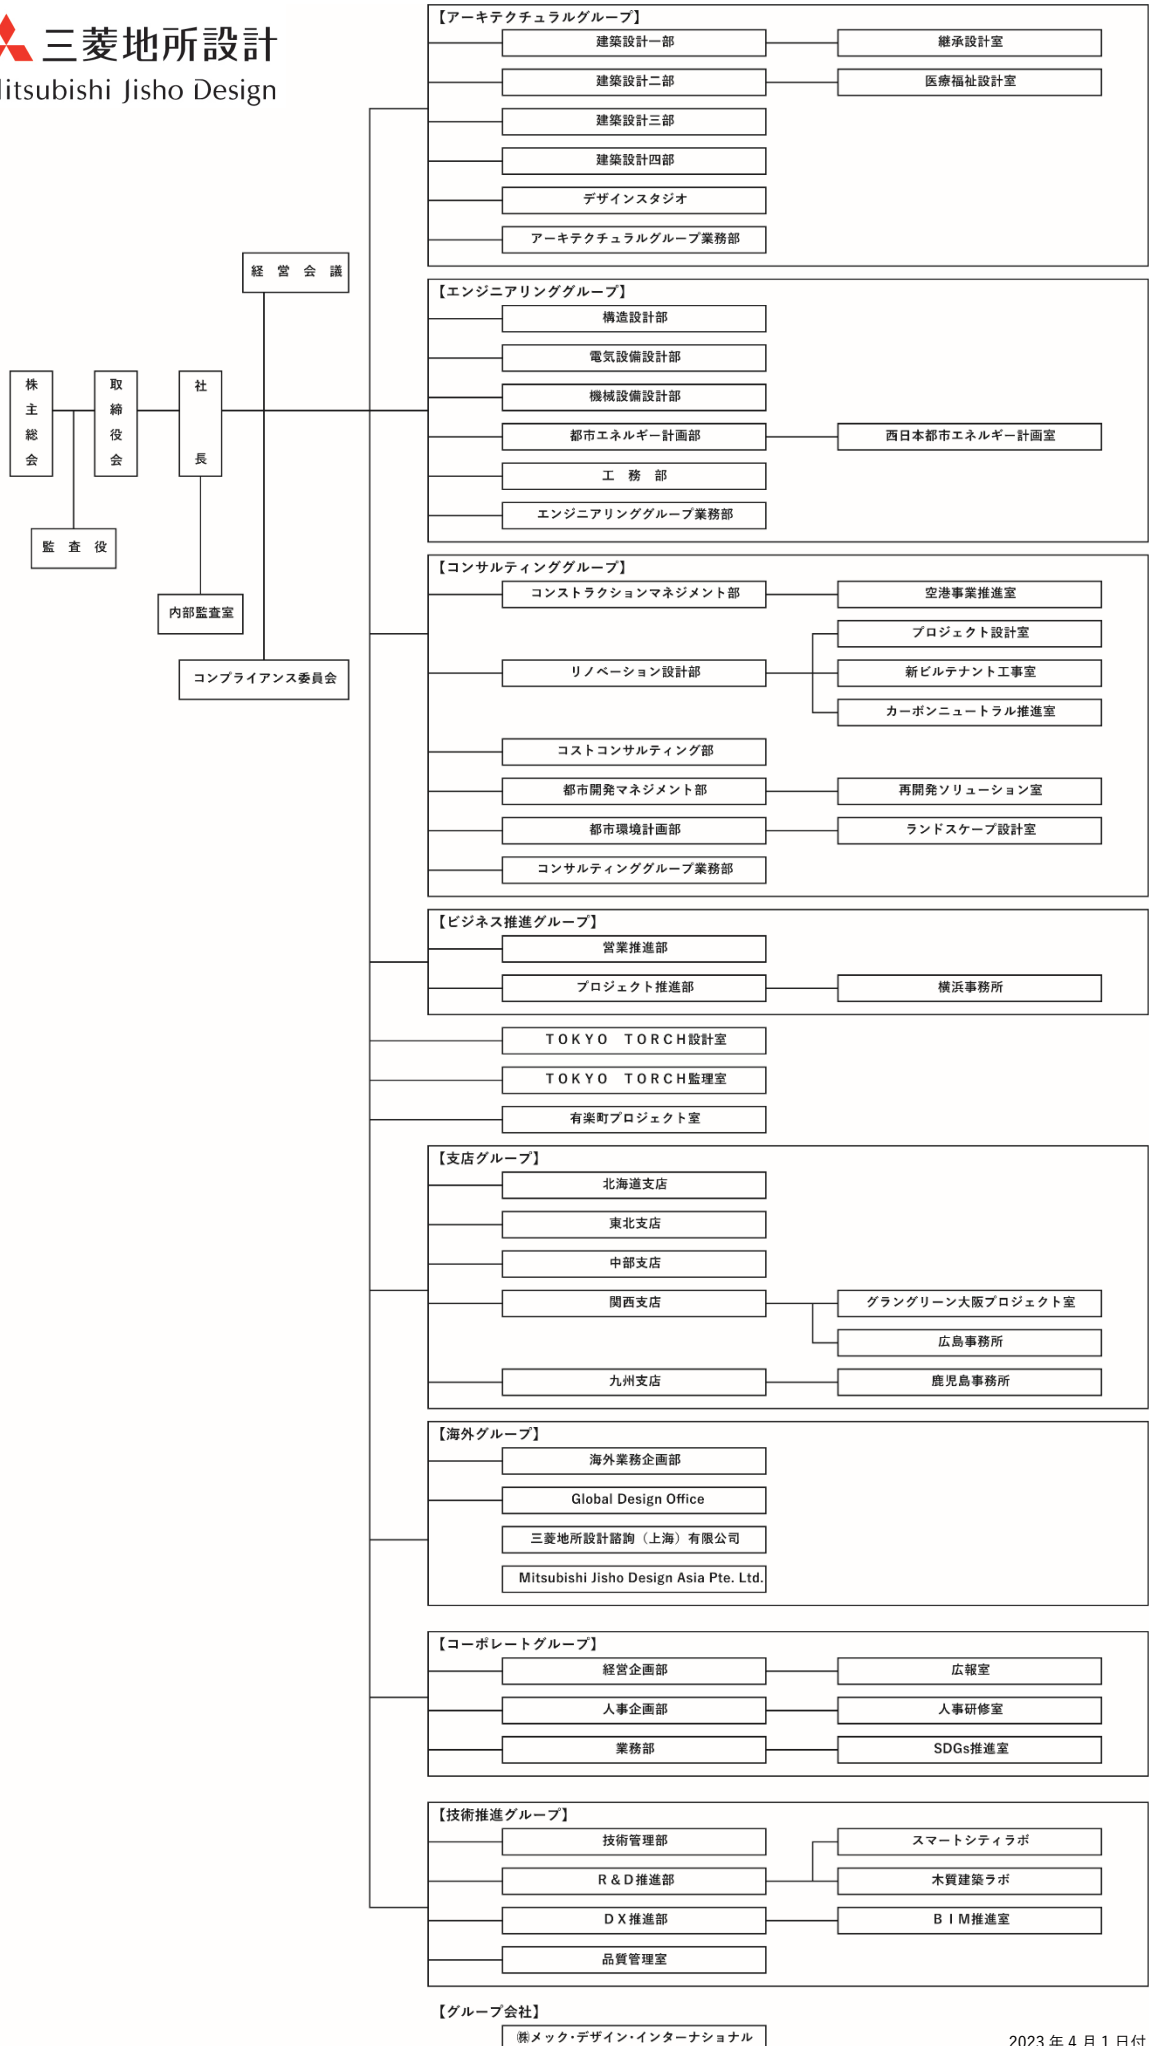 三菱地所設計
itsubishi Jisho Design
【アーキテクチュラルグループ】
建築設計一部
継承設計室
建築設計二部
医療福祉設計室
建築設計三部
建築設計四部
デザインスタジオ
アーキテクチュラルグループ業務部
経営会議
【エンジニアリンググループ】
構造設計部
電気設備設計部
機械設備設計部
都市エネルギー計画部
西日本都市エネルギー計画室
工務部
エンジニアリンググループ業務部
株主総会
取締役会
社長
監査役
内部監査室
コンプライアンス委員会
【コンサルティンググループ】
コンストラクションマネジメント部
空港事業推進室
プロジェクト設計室
リノベーション設計部
新ビルテナント工事室
カーボンニュートラル推進室
コストコンサルティング部
都市開発マネジメント部
再開発ソリューション室
都市環境計画部
ランドスケープ設計室
コンサルティンググループ業務部
【ビジネス推進グループ】
営業推進部
プロジェクト推進部
横浜事務所
ＴＯＫＹＯ　ＴＯＲＣＨ設計室
ＴＯＫＹＯ　ＴＯＲＣＨ監理室
有楽町プロジェクト室
【支店グループ】
北海道支店
東北支店
中部支店
関西支店
グラングリーン大阪プロジェクト室
広島事務所
九州支店
鹿児島事務所
【海外グループ】
海外業務企画部
Global Design Office
三菱地所設計諮詢（上海）有限公司
Mitsubishi Jisho Design Asia Pte. Ltd.
【コーポレートグループ】
経営企画部
広報室
人事企画部
人事研修室
業務部
SDGs推進室
【技術推進グループ】
技術管理部
スマートシティラボ
Ｒ＆Ｄ推進部
木質建築ラボ
ＤＸ推進部
ＢＩＭ推進室
品質管理室
【グループ会社】
㈱メック・デザイン・インターナショナル
2023 年 4 月 1 日付